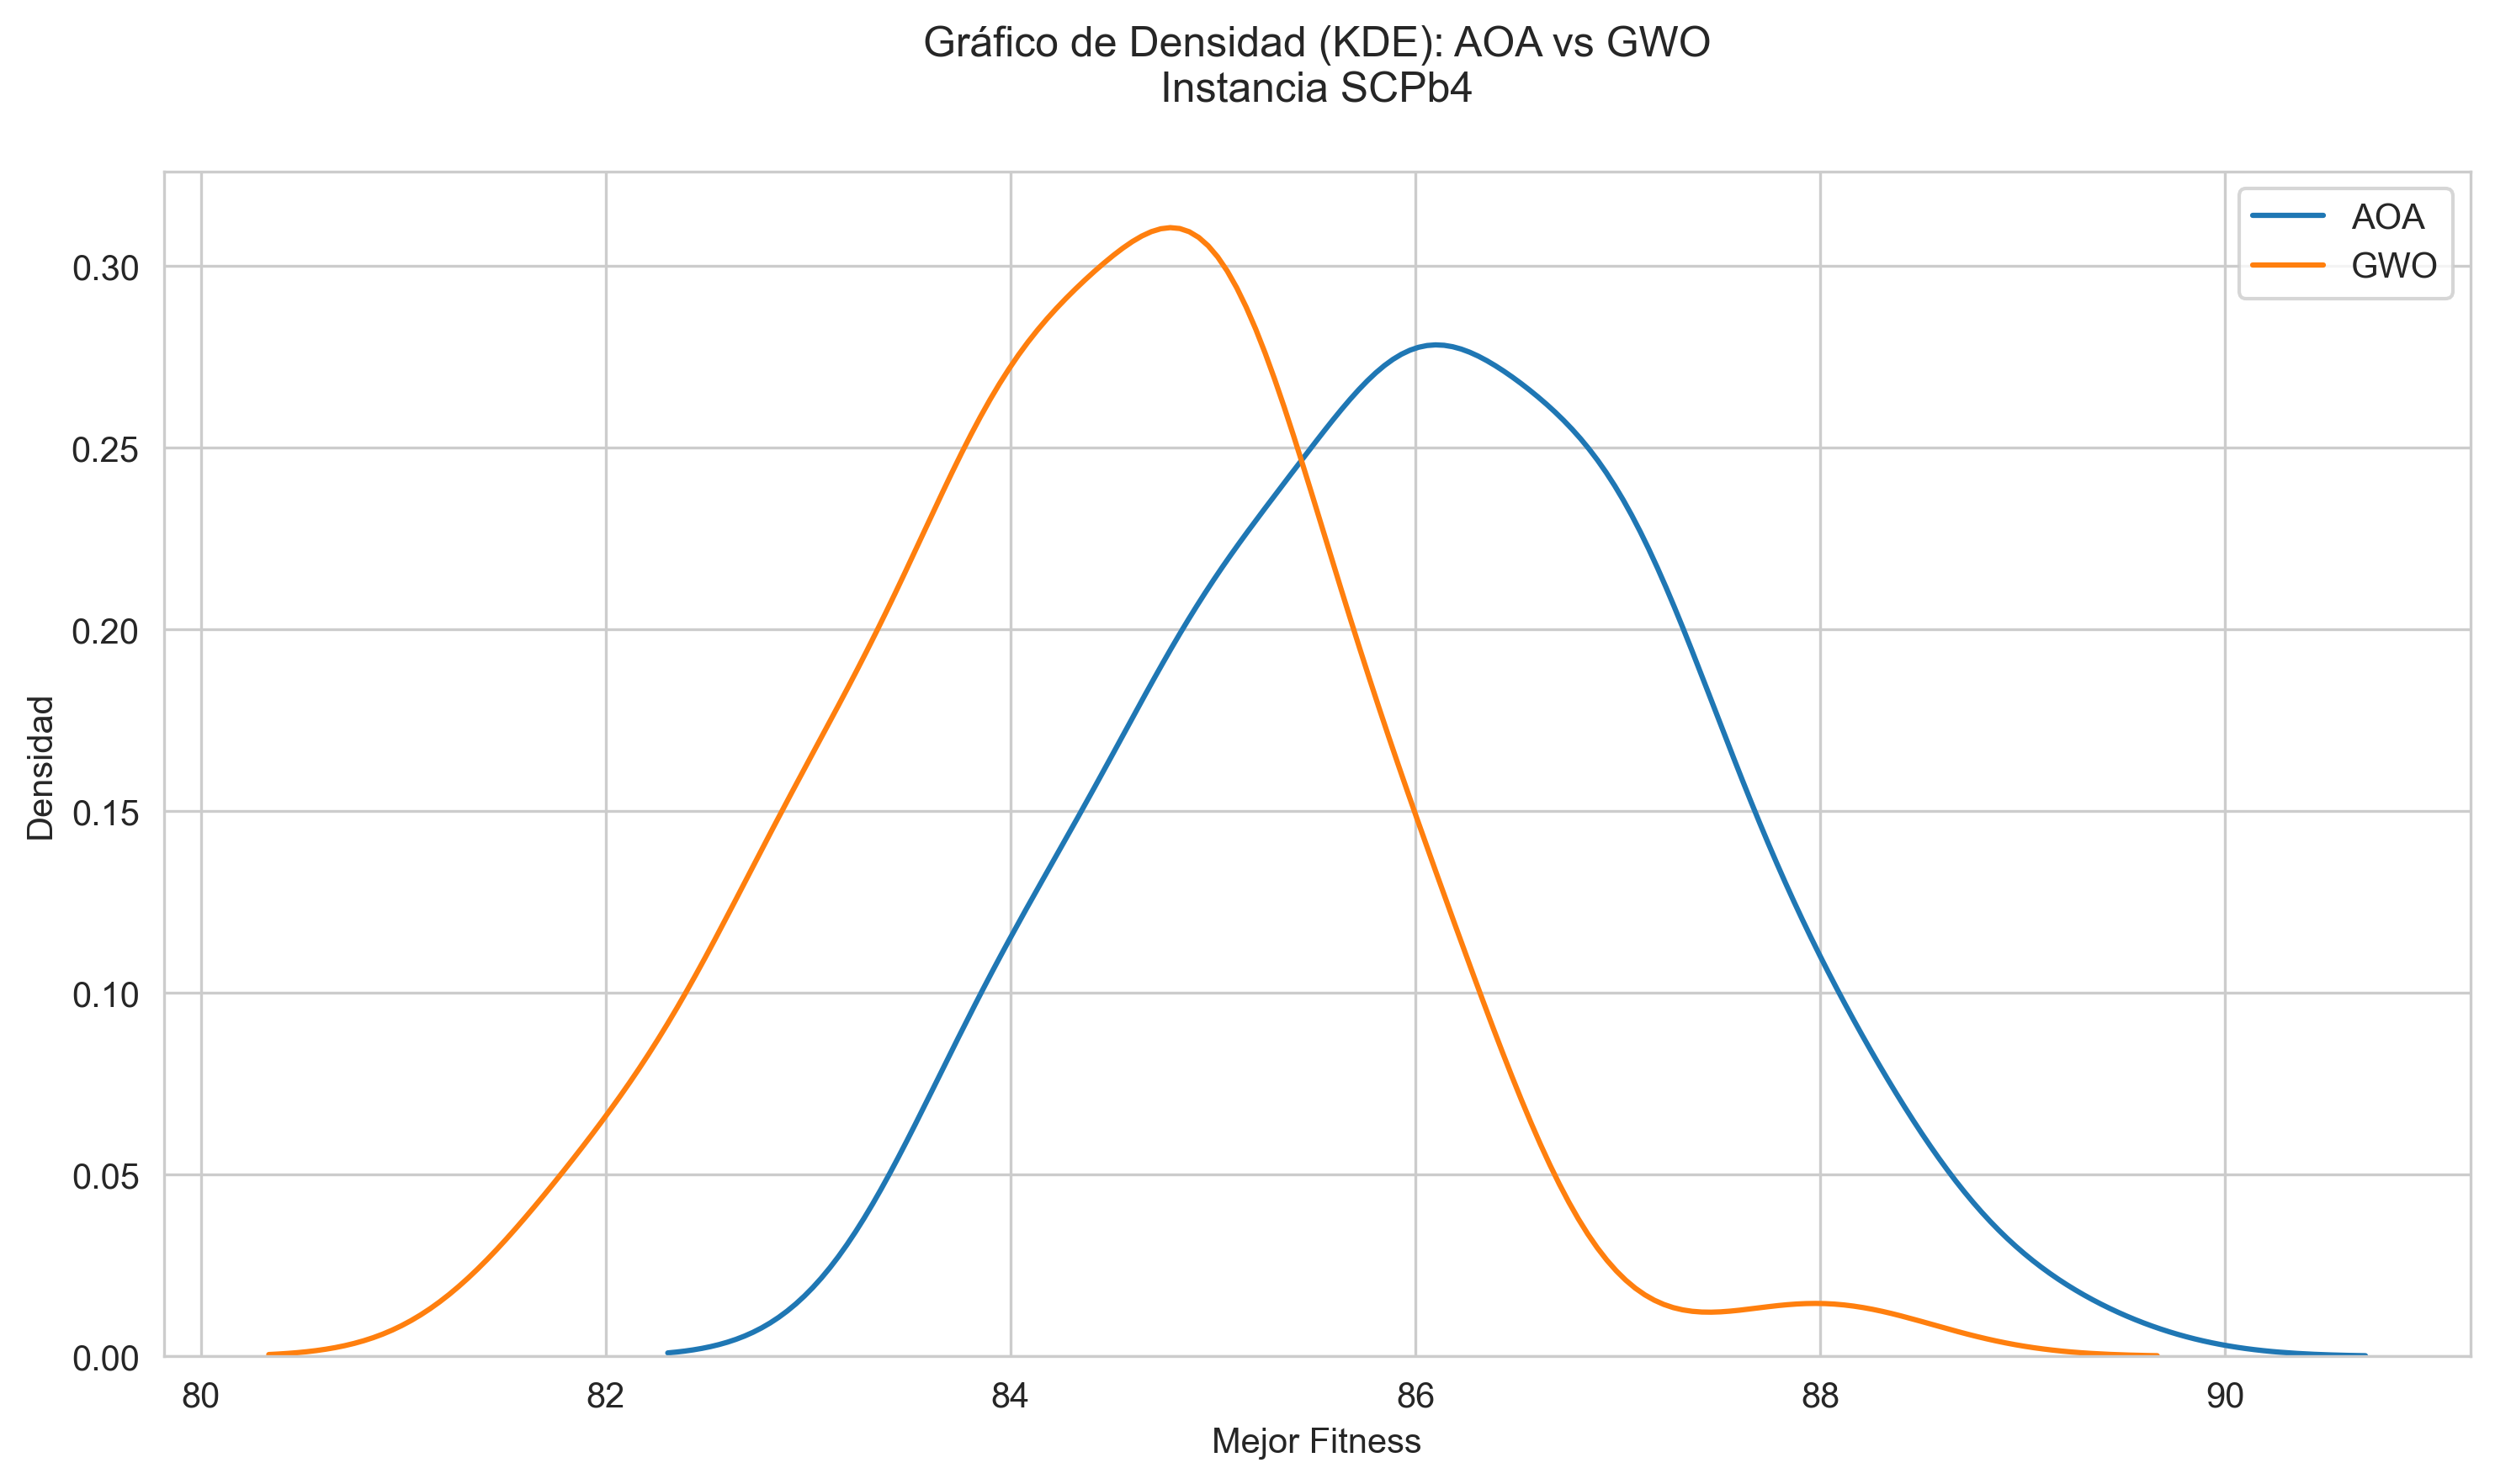 Gráfico de Densidad (KDE): AOA vs GWO
Instancia SCPb4
AOA
GWO
0.30
0.25
0.20
0.15
0.10
0.05
0.00
Densidad
80 82 84 86 88 90
Mejor Fitness